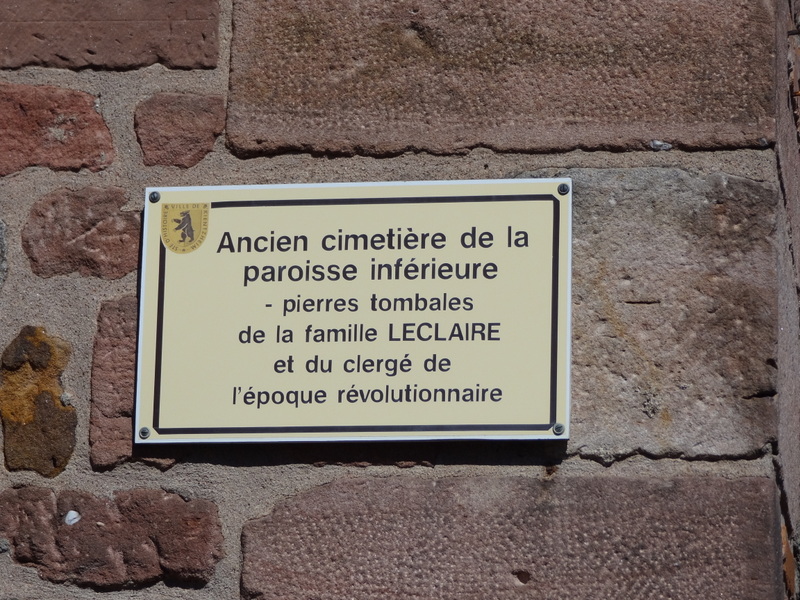 Ancien cimetière de la
paroisse inférieure
- pierres tombales
de la famille LECLAIRE
et du clergé de
l'époque révolutionnaire